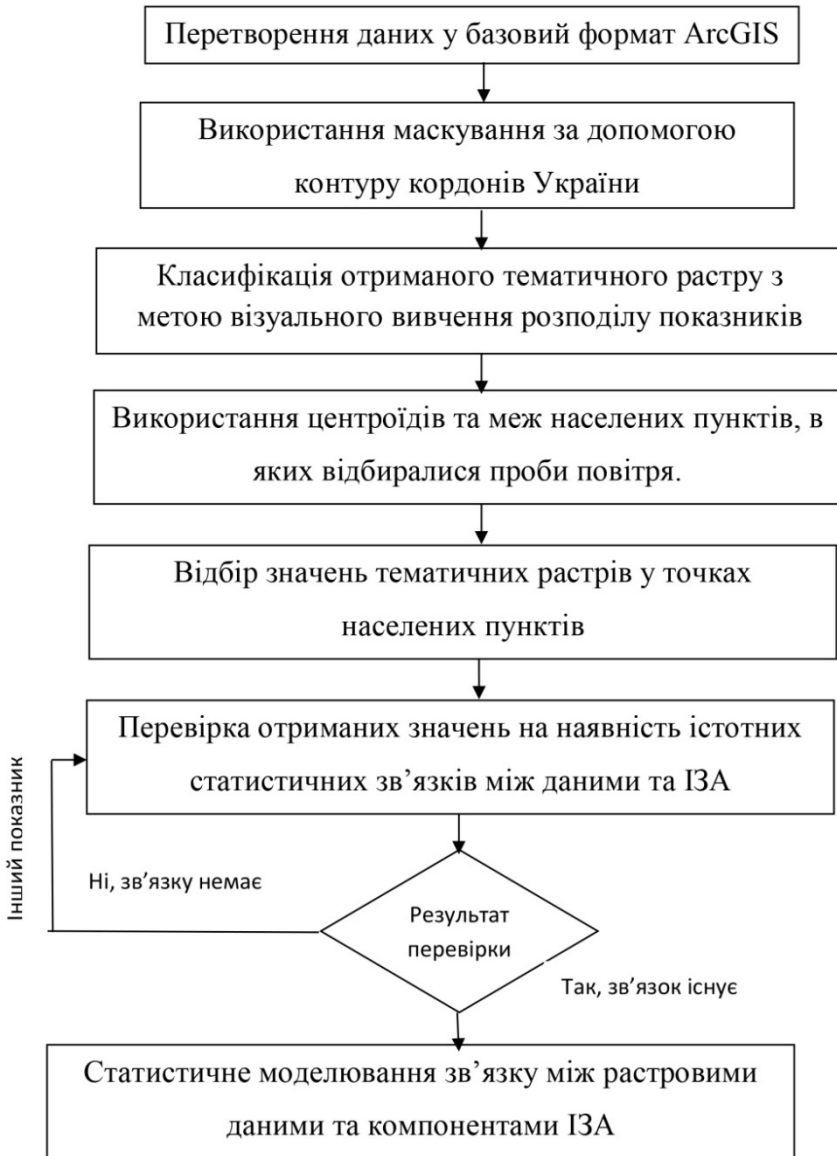 Перетворення даних у базовий формат ArcGIS
Використання маскування за допомогою
контуру кордонів України
Класифікація отриманого тематичного растру з
метою візуального вивчення розподілу показників
Використання центроїдів та меж населених пунктів, в
яких відбиралися проби повітря.
Відбір значень тематичних растрів у точках
населених пунктів
Перевірка отриманих значень на наявність істотних
статистичних зв’язків між даними та ІЗА
Інший показник
Ні, зв’язку немає
Результат
перевірки
Так, зв’язок існує
Статистичне моделювання зв’язку між растровими
даними та компонентами ІЗА